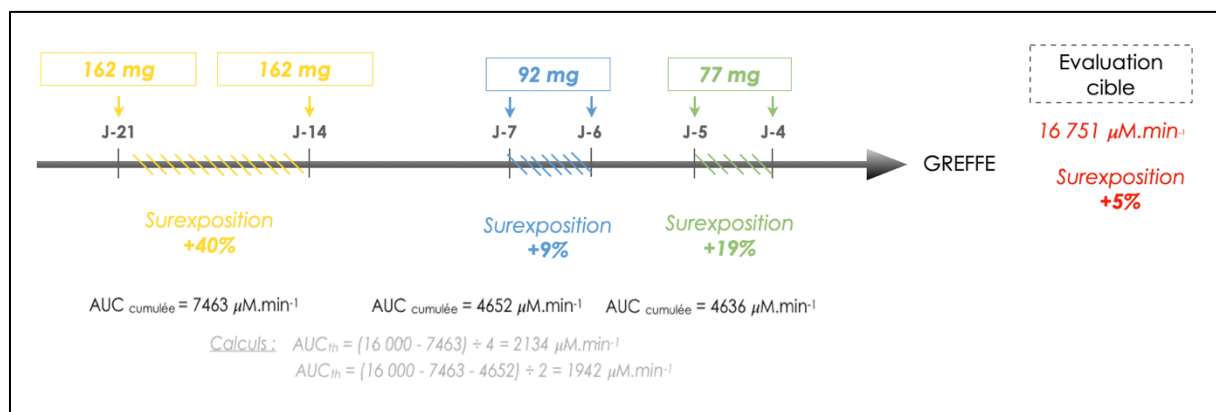 162 mg 162 mg 92 mg 77 mg
Evaluation
cible
J-21 J-14 J-7 J-6 J-5 J-4
16 751 μM.min-1
GREFFE
Surexposition
+5%
Surexposition Surexposition Surexposition
+40% +9% +19%
AUC cumulée = 7463 μM.min-1 AUC cumulée = 4652 μM.min-1 AUC cumulée = 4636 μM.min-1
Calculs : AUCth = (16 000 - 7463) ÷ 4 = 2134 μM.min-1
AUCth = (16 000 - 7463 - 4652) ÷ 2 = 1942 μM.min-1